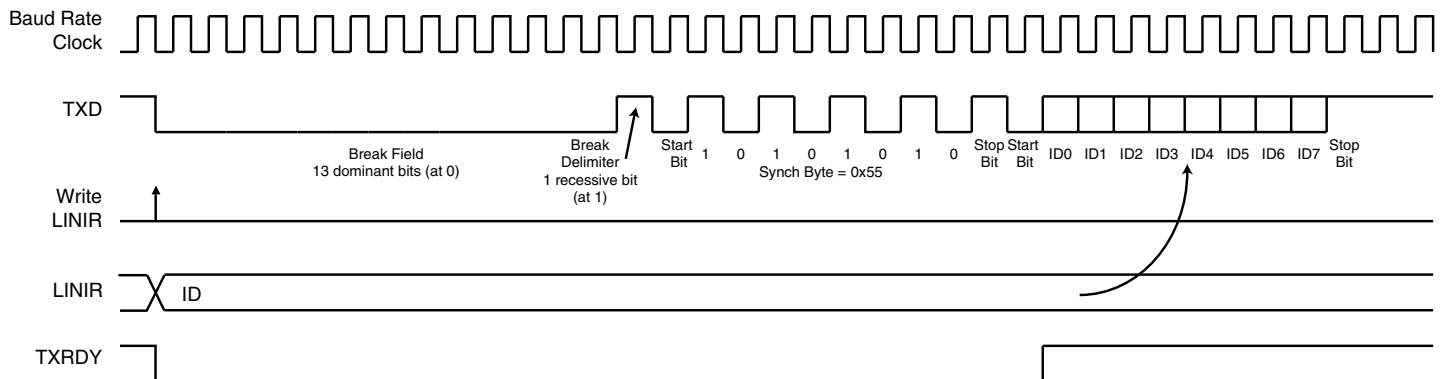 Baud Rate
Clock
TXD
Break Field
13 dominant bits (at 0)
Break
Delimiter
1 recessive bit
(at 1)
Start
Bit
1 0 1 0 1 0 1 0
Synch Byte = 0x55
Stop
Bit
Start
Bit
ID0 ID1 ID2 ID3 ID4 ID5 ID6 ID7
Stop
Bit
Write
LINIR
LINIR
ID
TXRDY